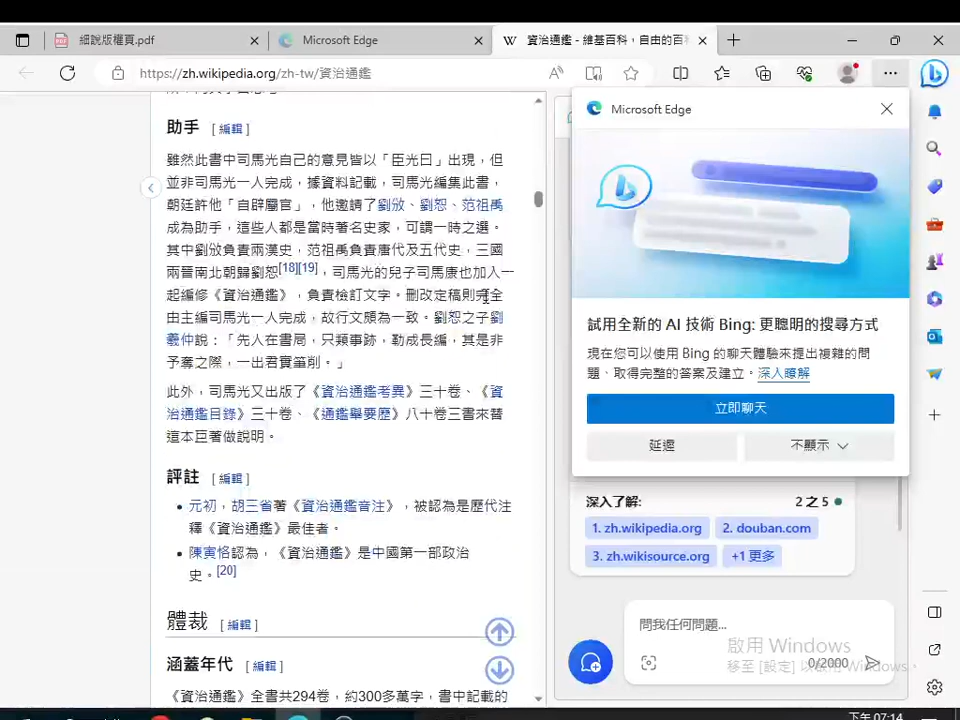 細說版權頁.pdf
Microsoft Edge
資治通鑑 - 維基百科，自由的百
https://zh.wikipedia.org/zh-tw/資治通鑑
助手 [編輯]
雖然此書中司馬光自己的意見皆以「臣光曰」出現，但
並非司馬光一人完成，據資料記載，司馬光編集此書，
朝廷許他「自辟屬官」，他邀請了劉攽、劉恕、范祖禹
成為助手，這些人都是當時著名史家，可謂一時之選。
其中劉攽負責兩漢史，范祖禹負責唐代及五代史，三國
兩晉南北朝歸劉恕[18][19]，司馬光的兒子司馬康也加入一
起編修《資治通鑑》，負責檢訂文字。刪改定稿則完全
由主編司馬光一人完成，故行文頗為一致。劉恕之子劉
羲仲說：「先人在書局，只類事跡，勒成長編，其是非
予奪之際，一出君實筆削。」
此外，司馬光又出版了《資治通鑑考異》三十卷、《資
治通鑑目錄》三十卷、《通鑑舉要歷》八十卷三書來替
這本巨著做說明。
評註 [編輯]
元初，胡三省著《資治通鑑音注》，被認為是歷代注
釋《資治通鑑》最佳者。
陳寅恪認為，《資治通鑑》是中國第一部政治
史。[20]
體裁 [編輯]
涵蓋年代 [編輯]
《資治通鑑》全書共294卷，約300多萬字，書中記載的
Microsoft Edge
試用全新的 AI 技術 Bing: 更聰明的搜尋方式
現在您可以使用 Bing 的聊天體驗來提出複雜的問
題、取得完整的答案及建立。深入瞭解
立即聊天
延遲
不顯示
深入了解:
2 之 5
1. zh.wikipedia.org
2. douban.com
3. zh.wikisource.org
+1 更多
問我任何問題...
0/2000
啟用 Windows
移至 [設定] 以啟用 Windows。
下午 07:14